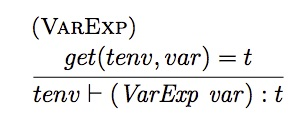 (VAREXP)
get(tenv, var) = t
tenv ⊢ (VarExp var) : t